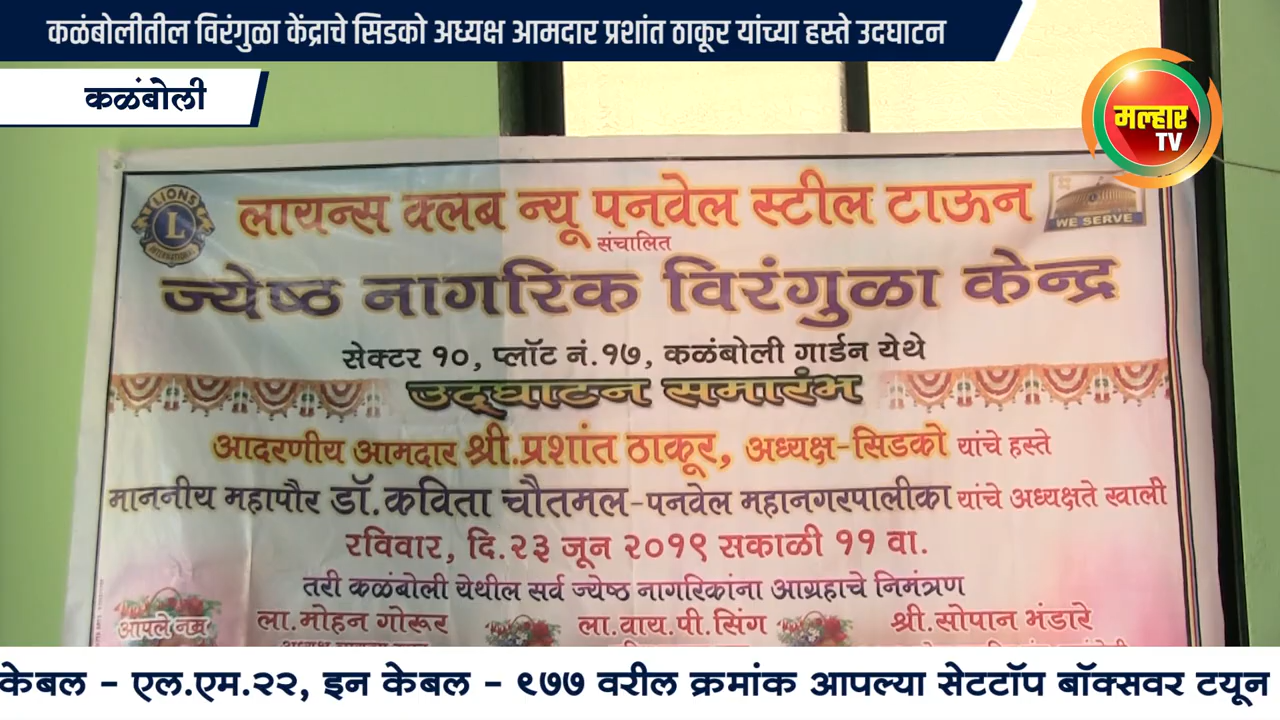 कळंबोलीतील विरंगुळा केंद्राचे सिडको अध्यक्ष आमदार प्रशांत ठाकूर यांच्या हस्ते उदघाटन
कळंबोली
मल्हार
TV
LIONS
L
INTERNATIONAL
लायन्स क्लब न्यू पनवेल स्टील टाऊन
WE SERVE
संचालित
ज्येष्ठ नागरिक विरंगुळा केन्द्र
सेक्टर १०, प्लॉट नं.१७, कळंबोली गार्डन येथे
उद्घाटन समारंभ
आदरणीय आमदार श्री.प्रशांत ठाकूर, अध्यक्ष-सिडको यांचे हस्ते
माननीय महापौर डॉ.कविता चौतमल-पनवेल महानगरपालीका यांचे अध्यक्षते खाली
रविवार, दि.२३ जून २०१९ सकाळी ११ वा.
तरी कळंबोली येथील सर्व ज्येष्ठ नागरिकांना आग्रहाचे निमंत्रण
आपले नम्र ला.मोहन गोरूर ला.वाय.पी.सिंग श्री.सोपान भंडारे
केबल - एल.एम.२२, इन केबल - ९७७ वरील क्रमांक आपल्या सेटटॉप बॉक्सवर टयून